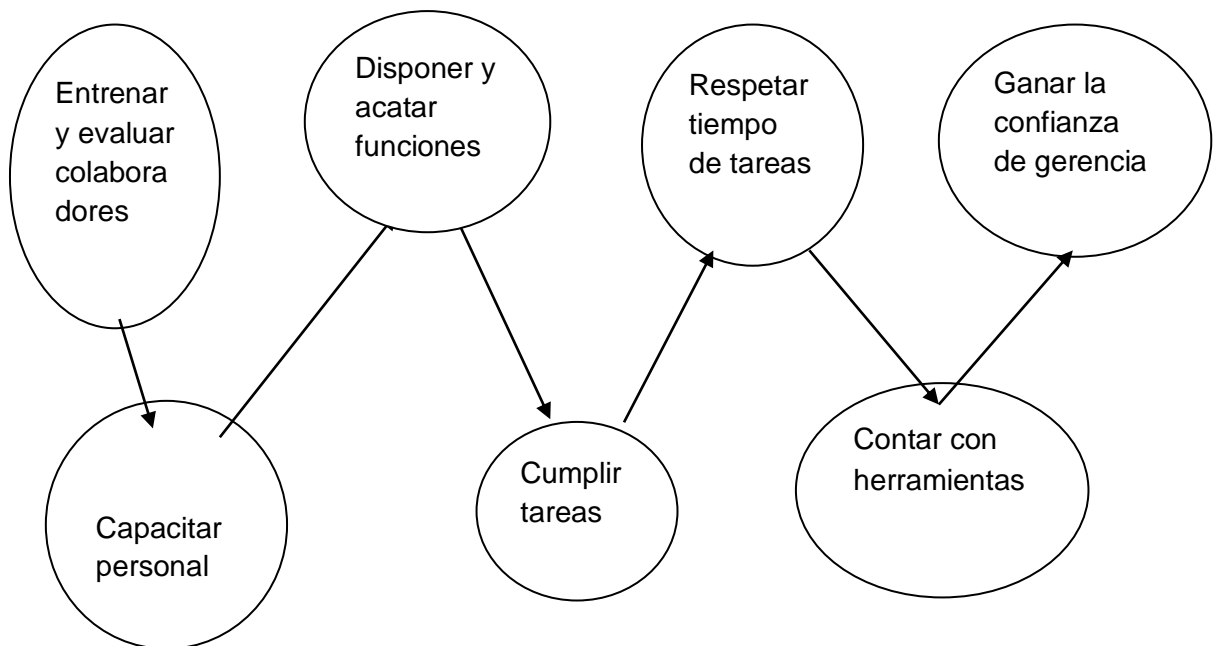 Entrenar
y evaluar
colabora
dores
Capacitar
personal
Disponer y
acatar
funciones
Cumplir
tareas
Respetar
tiempo
de tareas
Contar con
herramientas
Ganar la
confianza
de gerencia